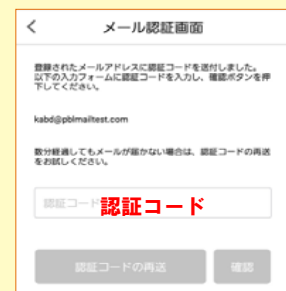 メール認証画面
登録されたメールアドレスに認証コードを送付しました。
以下の入力フォームに認証コードを入力し、確認ボタンを押
下してください。
kabd@pblmailtest.com
数分経過してもメールが届かない場合は、認証コードの再送
をお試しください。
認証コード
認証コード
認証コードの再送
確認